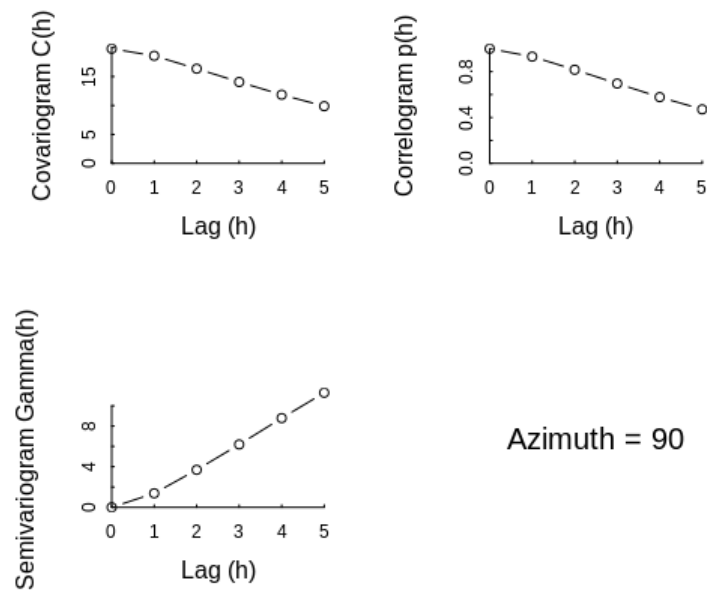 Covariogram C(h)
15
5
0
0 1 2 3 4 5
Lag (h)
Correlogram p(h)
0.8
0.4
0.0
0 1 2 3 4 5
Lag (h)
Semivariogram Gamma(h)
8
4
0
0 1 2 3 4 5
Lag (h)
Azimuth = 90